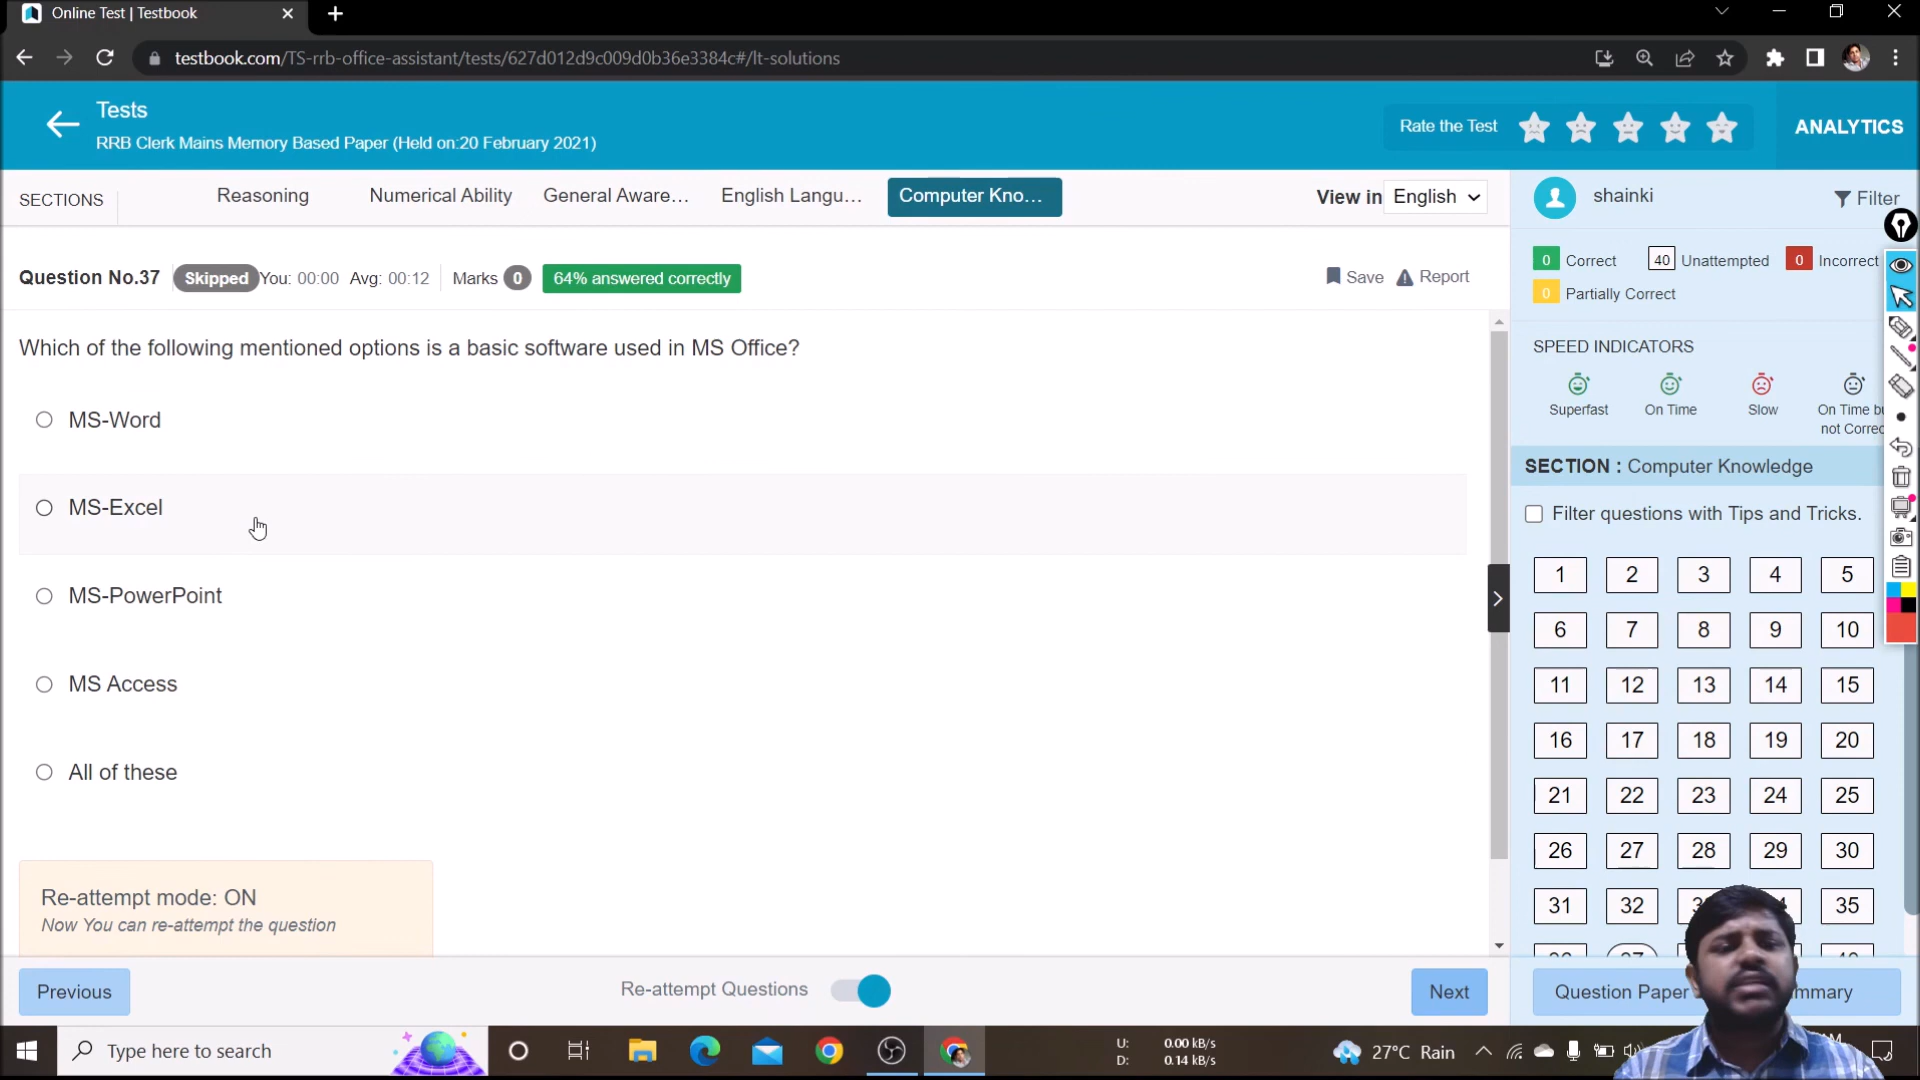 Online Test | Testbook
testbook.com/TS-rrb-office-assistant/tests/627d012d9c009d0b36e3384c#/lt-solutions
Tests
RRB Clerk Mains Memory Based Paper (Held on:20 February 2021)
Rate the Test
ANALYTICS
SECTIONS
Reasoning
Numerical Ability
General Aware...
English Langu...
Computer Kno...
View in English
shainki
Filter
Question No.37 Skipped You: 00:00 Avg: 00:12 Marks 0 64% answered correctly
Save Report
0 Correct 40 Unattempted 0 Incorrect
0 Partially Correct
Which of the following mentioned options is a basic software used in MS Office?
MS-Word
MS-Excel
MS-PowerPoint
MS Access
All of these
SPEED INDICATORS
Superfast On Time Slow On Time
not
SECTION : Computer Knowledge
Filter questions with Tips and Tricks.
1 2 3 4 5
6 7 8 9 10
11 12 13 14 15
16 17 18 19 20
21 22 23 24 25
26 27 28 29 30
31 32 35
Re-attempt mode: ON
Now You can re-attempt the question
Previous
Re-attempt Questions
Next
Question Paper
Type here to search
U: 0.00 kB/s
D: 0.14 kB/s
27°C Rain